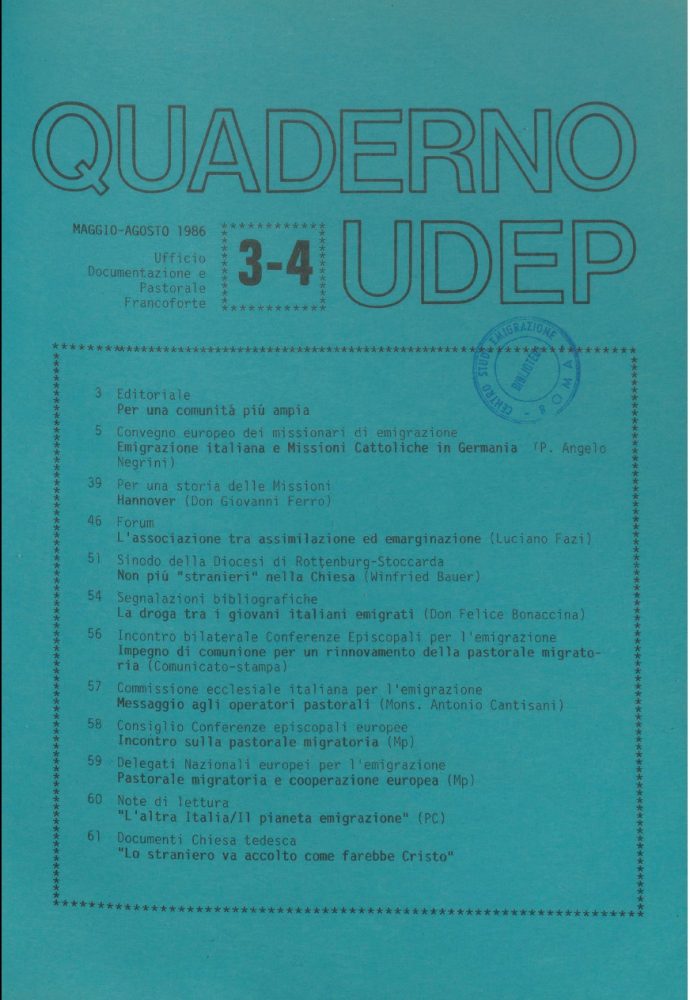 QUADERNO
UDEP
MAGGIO-AGOSTO 1986
Ufficio
Documentazione e
Pastorale
Francoforte
3-4
CENTRO STUDI EMIGRAZIONE
BIBLIOTECA
ROMA
3 Editoriale
Per una comunità più ampia
5 Convegno europeo dei missionari di emigrazione
Emigrazione italiana e Missioni Cattoliche in Germania (P. Angelo
Negrini)
39 Per una storia delle Missioni
Hannover (Don Giovanni Ferro)
46 Forum
L'associazione tra assimilazione ed emarginazione (Luciano Fazi)
51 Sinodo della Diocesi di Rottenburg-Stoccarda
Non più "stranieri" nella Chiesa (Winfried Bauer)
54 Segnalazioni bibliografiche
La droga tra i giovani italiani emigrati (Don Felice Bonaccina)
56 Incontro bilaterale Conferenze Episcopali per l'emigrazione
Impegno di comunione per un rinnovamento della pastorale migrato-
ria (Comunicato-stampa)
57 Commissione ecclesiale italiana per l'emigrazione
Messaggio agli operatori pastorali (Mons. Antonio Cantisani)
58 Consiglio Conferenze episcopali europee
Incontro sulla pastorale migratoria (Mp)
59 Delegati Nazionali europei per l'emigrazione
Pastorale migratoria e cooperazione europea (Mp)
60 Note di lettura
"L'altra Italia/Il pianeta emigrazione" (PC)
61 Documenti Chiesa tedesca
"Lo straniero va accolto come farebbe Cristo"